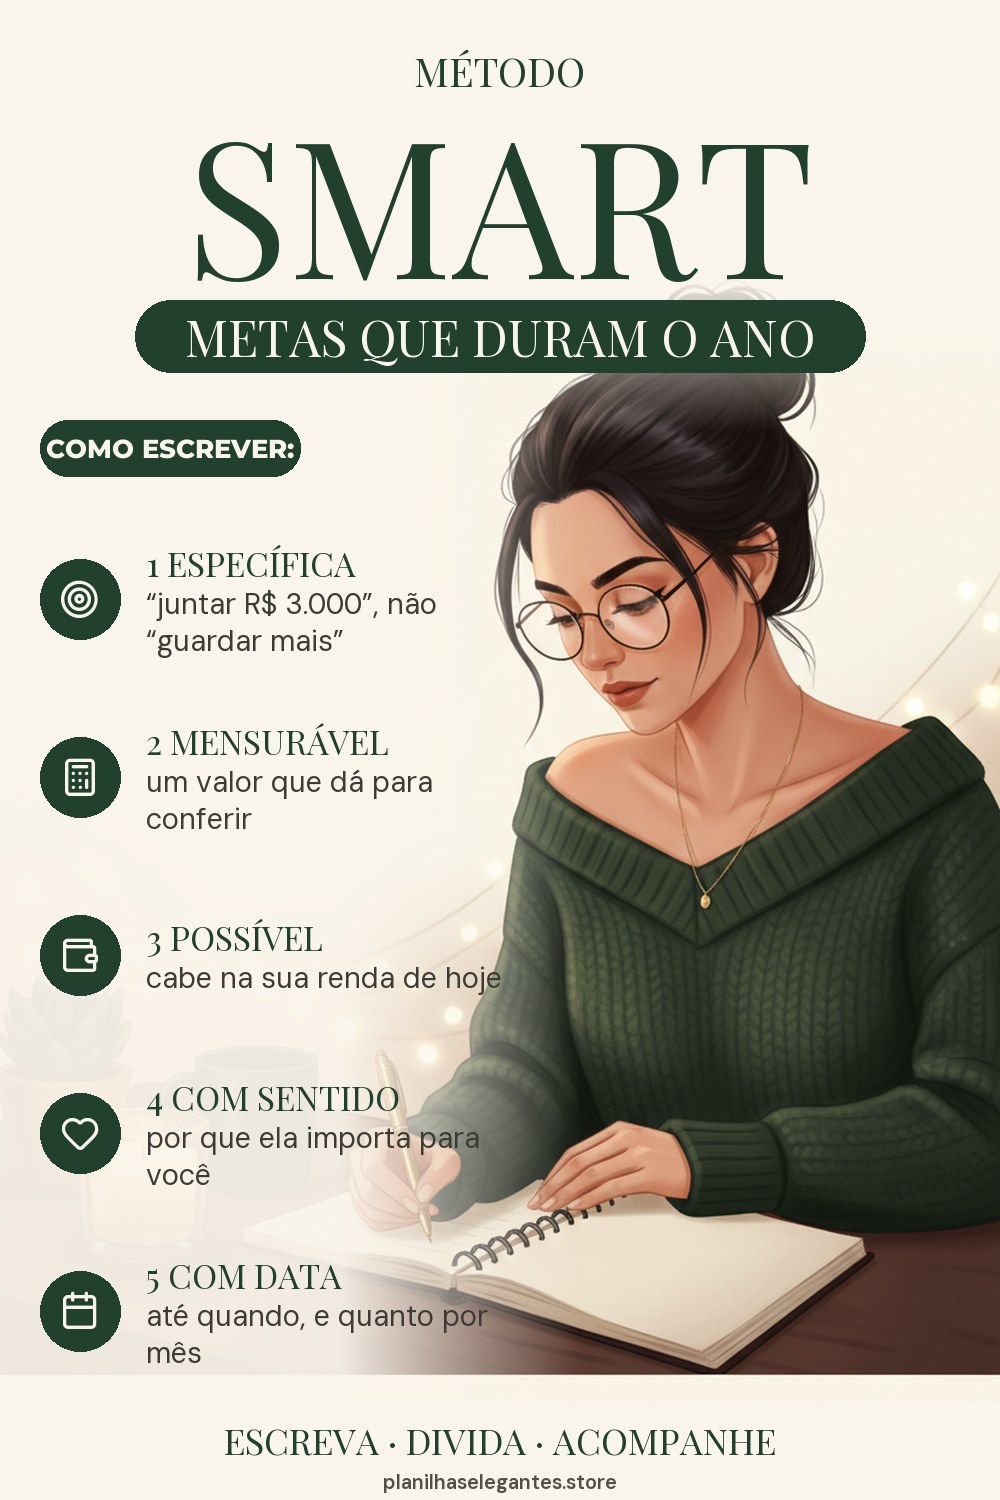 MÉTODO
SMART
METAS QUE DURAM O ANO
COMO ESCREVER:
1 ESPECÍFICA
“juntar R$ 3.000”, não
“guardar mais”
2 MENSURÁVEL
um valor que dá para
conferir
3 POSSÍVEL
cabe na sua renda de hoje
4 COM SENTIDO
por que ela importa para
você
5 COM DATA
até quando, e quanto por
mês
ESCREVA · DIVIDA · ACOMPANHE
planilhaselegantes.store